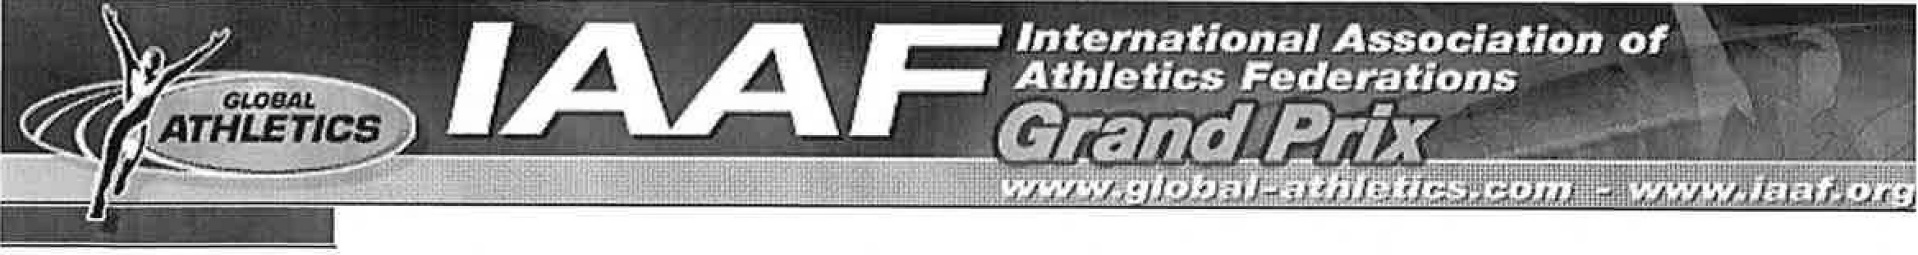 GLOBAL
ATHLETICS
IAAF
International Association of
Athletics Federations
Grand Prix
www.global-athletics.com - www.iaaf.org